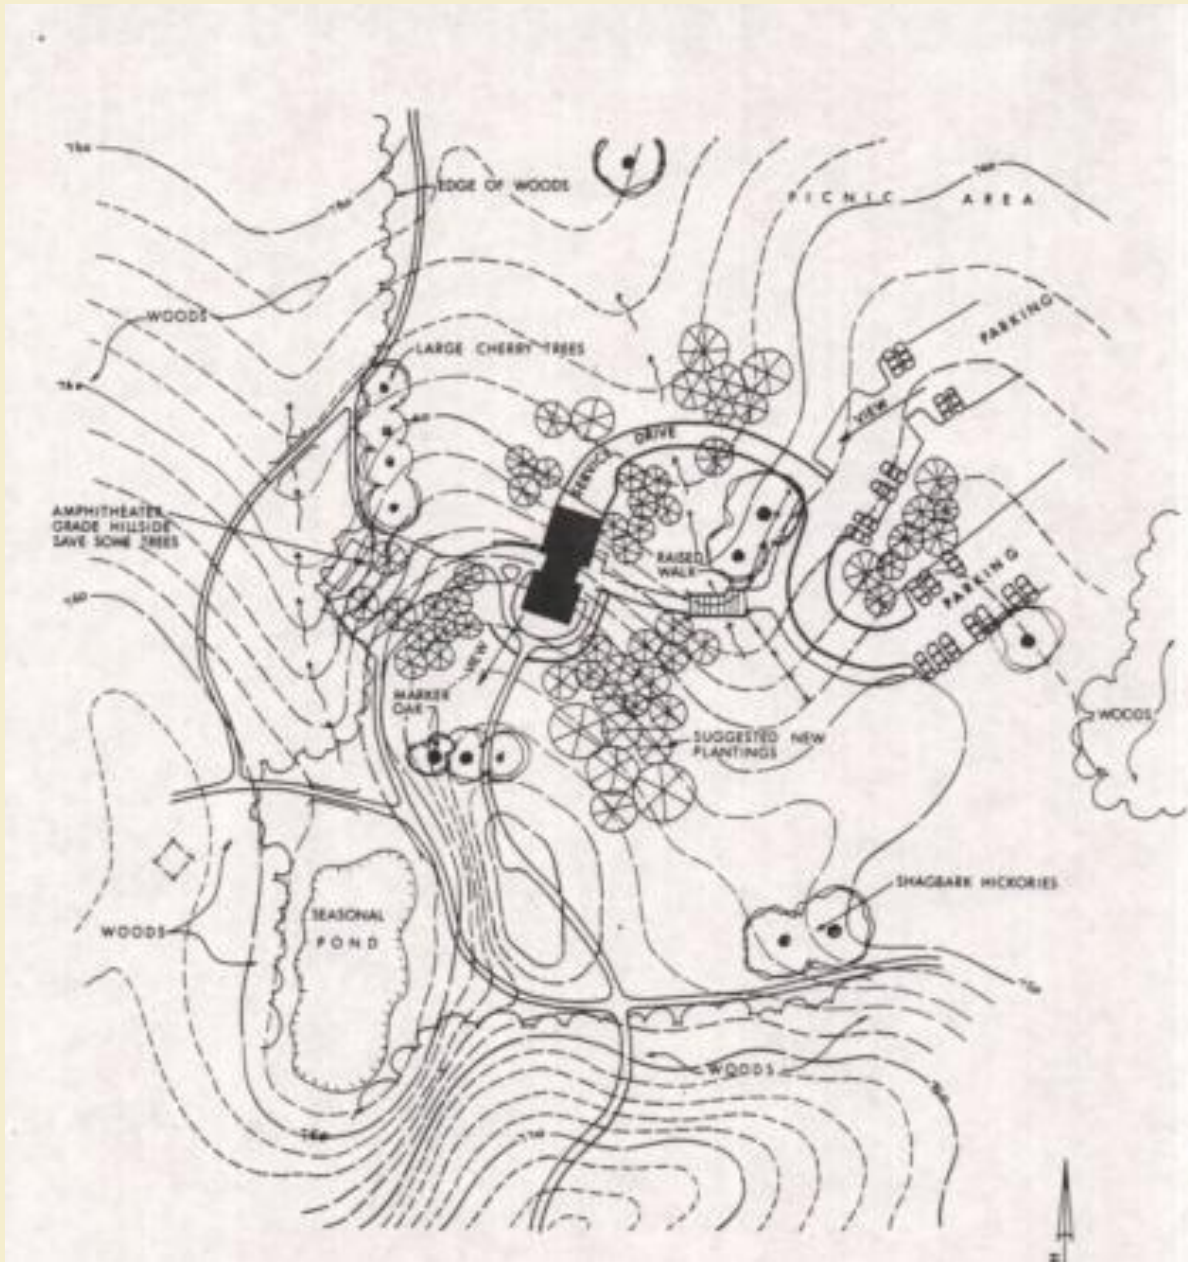 EDGE OF WOODS
PICNIC AREA
WOODS
PARKING
LARGE CHERRY TREES
VIEW
SERVICE DRIVE
AMPHITHEATER
GRADE HILLSIDE
SAVE SOME TREES
RAISED
WALK
PARKING
VIEW
MARKER
OAK
WOODS
SUGGESTED NEW
PLANTINGS
SHAGBARK HICKORIES
SEASONAL
POND
WOODS
WOODS